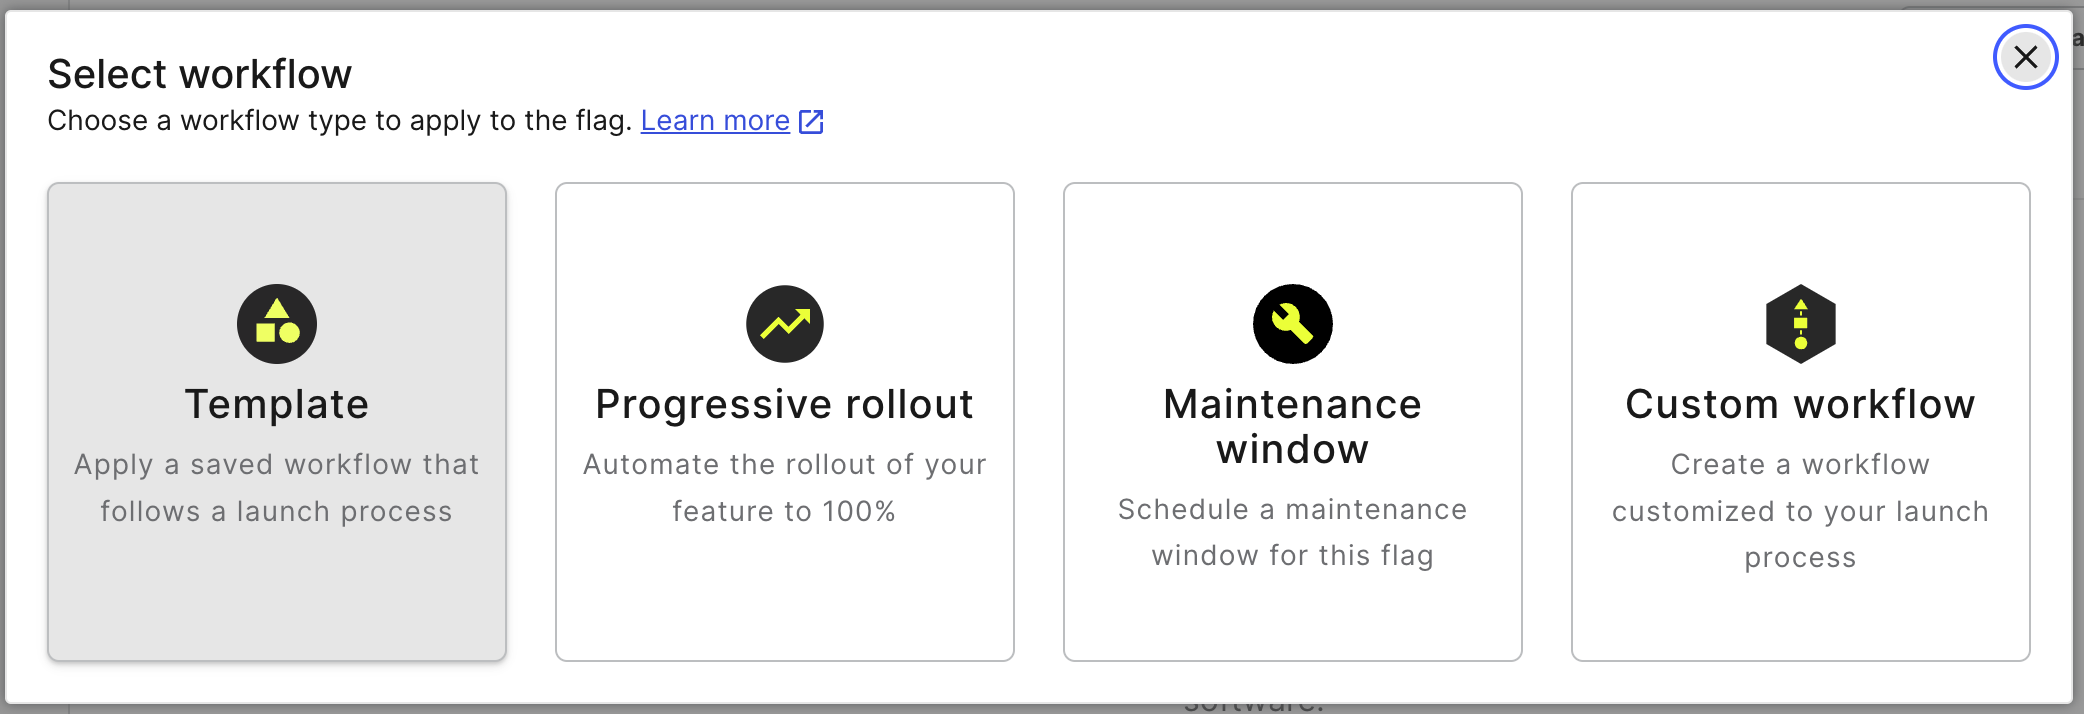 Select workflow
Choose a workflow type to apply to the flag. Learn more
Template
Apply a saved workflow that
follows a launch process
Progressive rollout
Automate the rollout of your
feature to 100%
Maintenance
window
Schedule a maintenance
window for this flag
Custom workflow
Create a workflow
customized to your launch
process
software.